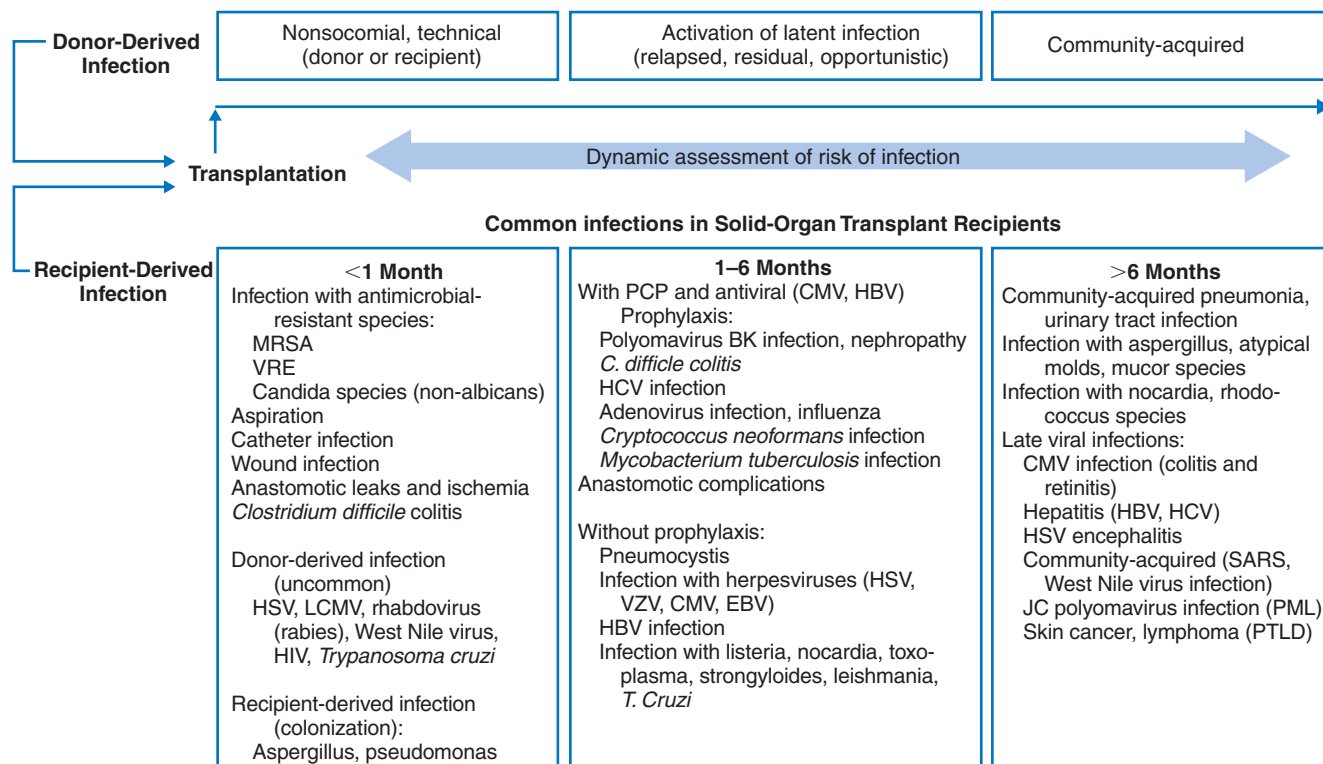 Donor-Derived
Infection
Nonsocomial, technical
(donor or recipient)
Activation of latent infection
(relapsed, residual, opportunistic)
Community-acquired
Transplantation
Dynamic assessment of risk of infection
Recipient-Derived
Infection
Common infections in Solid-Organ Transplant Recipients
<1 Month
Infection with antimicrobial-
resistant species:
MRSA
VRE
Candida species (non-albicans)
Aspiration
Catheter infection
Wound infection
Anastomotic leaks and ischemia
Clostridium difficile colitis
Donor-derived infection
(uncommon)
HSV, LCMV, rhabdovirus
(rabies), West Nile virus,
HIV, Trypanosoma cruzi
Recipient-derived infection
(colonization):
Aspergillus, pseudomonas
1–6 Months
With PCP and antiviral (CMV, HBV)
Prophylaxis:
Polyomavirus BK infection, nephropathy
C. difficle colitis
HCV infection
Adenovirus infection, influenza
Cryptococcus neoformans infection
Mycobacterium tuberculosis infection
Anastomotic complications
Without prophylaxis:
Pneumocystis
Infection with herpesviruses (HSV,
VZV, CMV, EBV)
HBV infection
Infection with listeria, nocardia, toxo-
plasma, strongyloides, leishmania,
T. Cruzi
>6 Months
Community-acquired pneumonia,
urinary tract infection
Infection with aspergillus, atypical
molds, mucor species
Infection with nocardia, rhodo-
coccus species
Late viral infections:
CMV infection (colitis and
retinitis)
Hepatitis (HBV, HCV)
HSV encephalitis
Community-acquired (SARS,
West Nile virus infection)
JC polyomavirus infection (PML)
Skin cancer, lymphoma (PTLD)